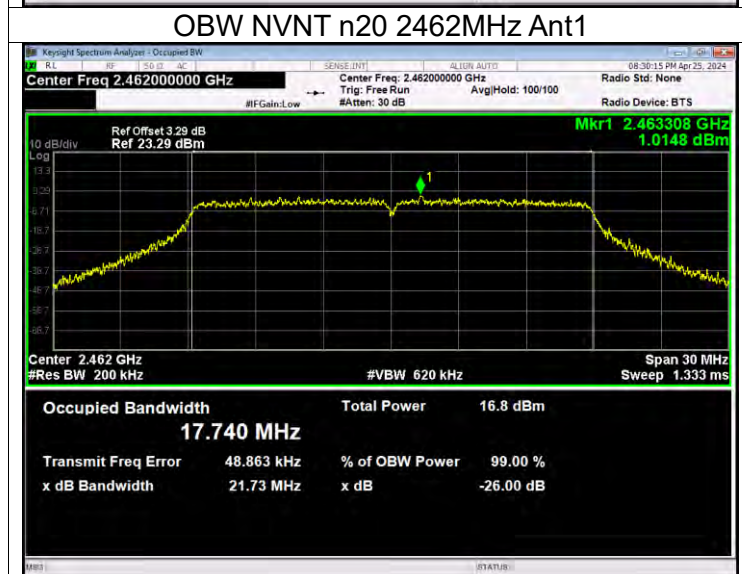 OBW NVNT n20 2462MHz Ant1
Keysight Spectrum Analyzer - Occupied BW
RL RF 50 Ω AC SENSE:INT ALIGN AUTO 08:30:15 PM Apr 25, 2024
Center Freq 2.462000000 GHz Center Freq: 2.462000000 GHz Radio Std: None
Trig: Free Run Avg|Hold: 100/100
#IFGain:Low #Atten: 30 dB Radio Device: BTS
Ref Offset 3.29 dB Mkr1 2.463308 GHz
10 dB/div Ref 23.29 dBm 1.0148 dBm
Log
13.3
1
3.29
-6.71
-16.7
-26.7
-36.7
-46.7
-56.7
-66.7
Center 2.462 GHz Span 30 MHz
#Res BW 200 kHz #VBW 620 kHz Sweep 1.333 ms
Occupied Bandwidth Total Power 16.8 dBm
17.740 MHz
Transmit Freq Error 48.863 kHz % of OBW Power 99.00 %
x dB Bandwidth 21.73 MHz x dB -26.00 dB
MSG STATUS